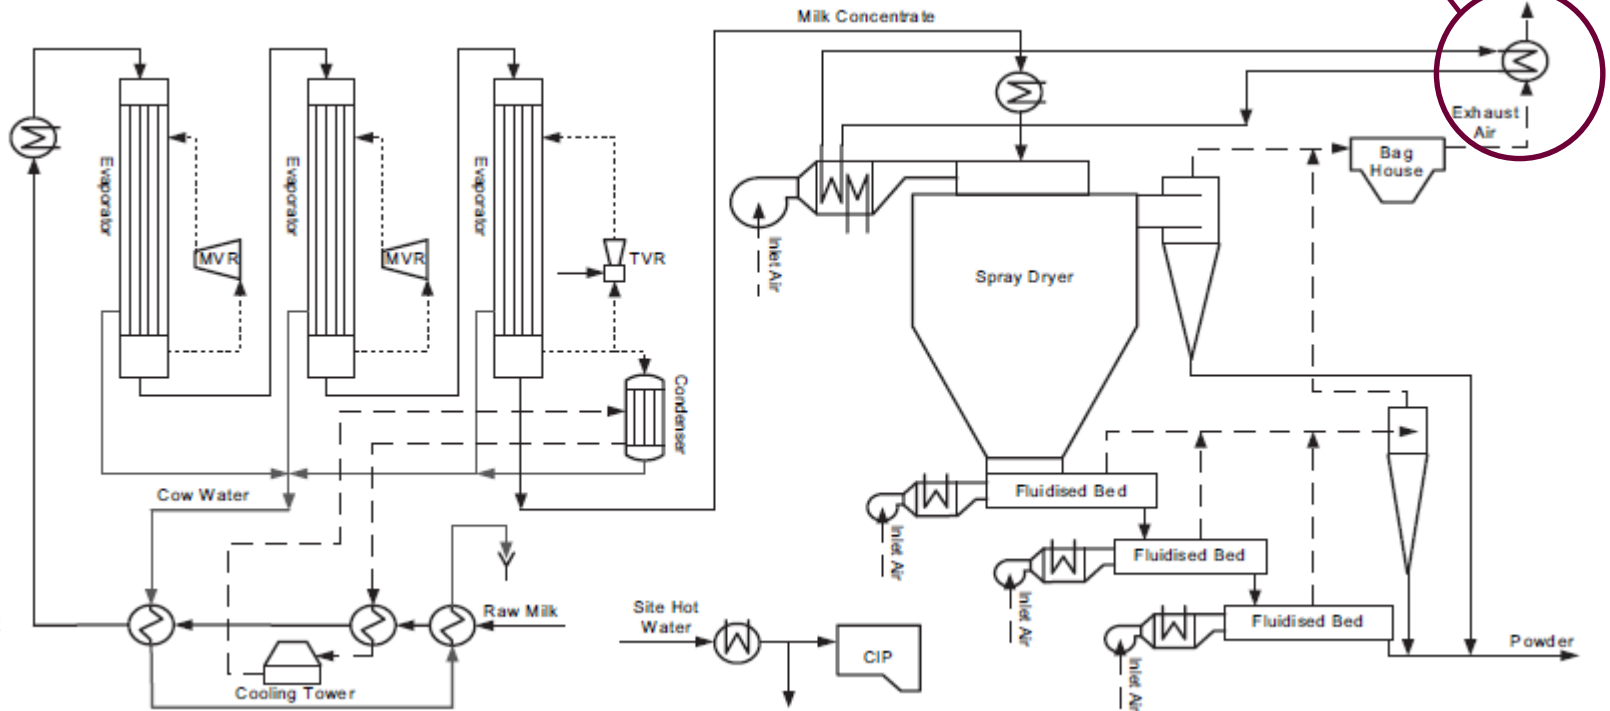 Milk Concentrate
Exhaust
Air
Bag
House
Evaporator
Evaporator
Evaporator
MVR
MVR
TVR
Inlet Air
Spray Dryer
Condenser
Cow Water
Fluidised Bed
Inlet Air
Fluidised Bed
Inlet Air
Raw Milk
Site Hot
Water
Fluidised Bed
Inlet Air
CIP
Powder
Cooling Tower